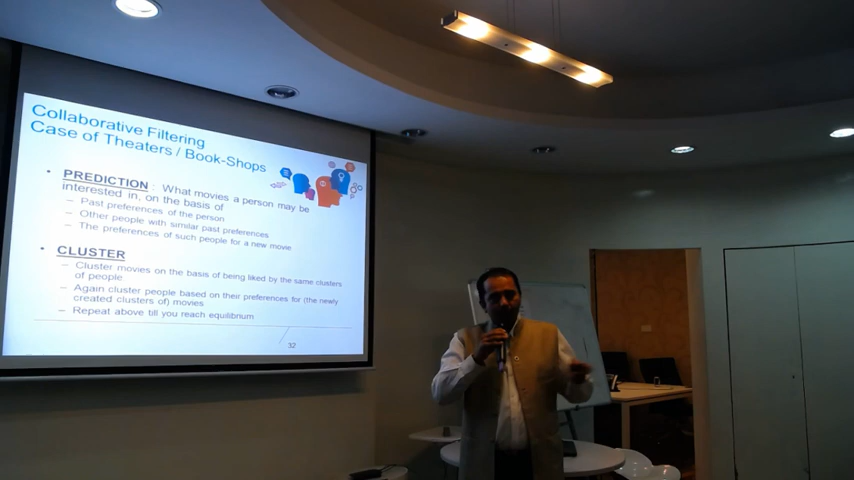 Collaborative Filtering
Case of Theaters / Book-Shops
• PREDICTION : What movies a person may be
interested in, on the basis of
– Past preferences of the person
– Other people with similar past preferences
– The preferences of such people for a new movie
• CLUSTER
– Cluster movies on the basis of being liked by the same clusters
of people
– Again cluster people based on their preferences for (the newly
created clusters of) movies
– Repeat above till you reach equilibrium
32